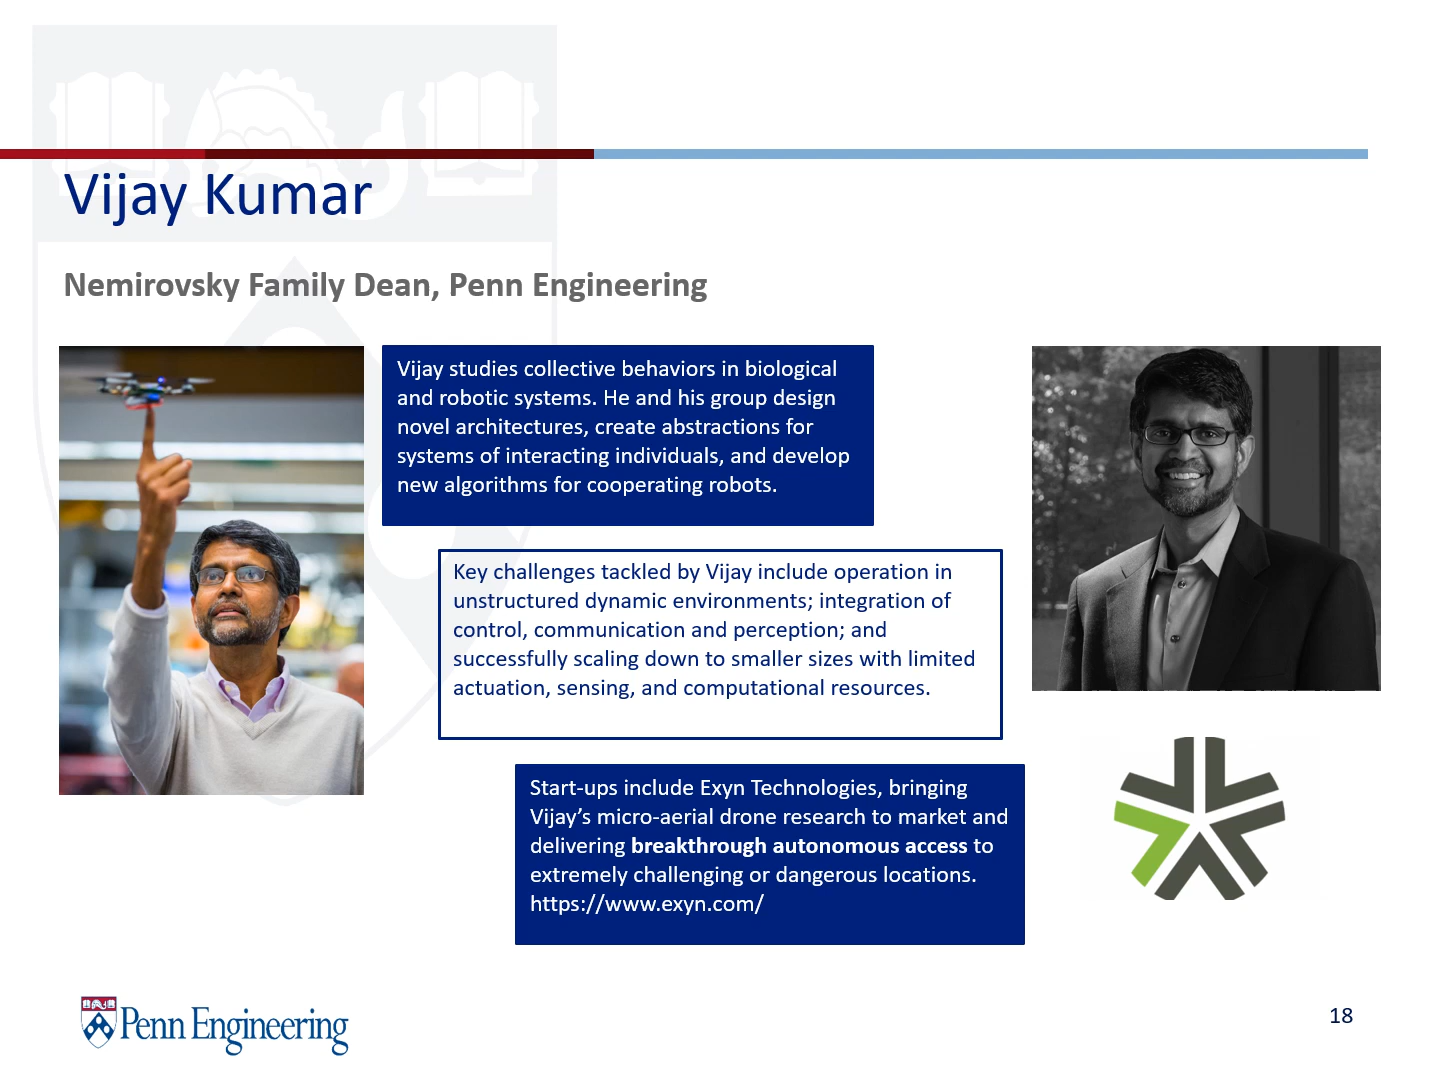 Vijay Kumar
Nemirovsky Family Dean, Penn Engineering
Vijay studies collective behaviors in biological
and robotic systems. He and his group design
novel architectures, create abstractions for
systems of interacting individuals, and develop
new algorithms for cooperating robots.
Key challenges tackled by Vijay include operation in
unstructured dynamic environments; integration of
control, communication and perception; and
successfully scaling down to smaller sizes with limited
actuation, sensing, and computational resources.
Start-ups include Exyn Technologies, bringing
Vijay’s micro-aerial drone research to market and
delivering breakthrough autonomous access to
extremely challenging or dangerous locations.
https://www.exyn.com/
Penn Engineering
18